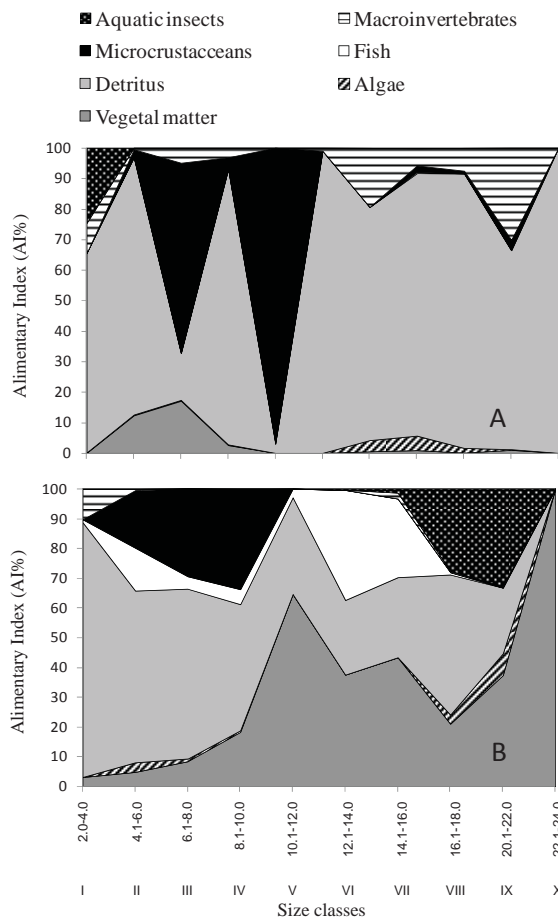 Aquatic insects
Macroinvertebrates
Microcrustacceans
Fish
Detritus
Algae
Vegetal matter
100
90
80
70
60
50
40
30
20
10
0
Alimentary Index (AI%)
A
100
90
80
70
60
50
40
30
20
10
0
Alimentary Index (AI%)
B
2.0-4.0
4.1-6.0
6.1-8.0
8.1-10.0
10.1-12.0
12.1-14.0
14.1-16.0
16.1-18.0
20.1-22.0
22.1-24.0
I
II
III
IV
V
VI
VII
VIII
IX
X
Size classes